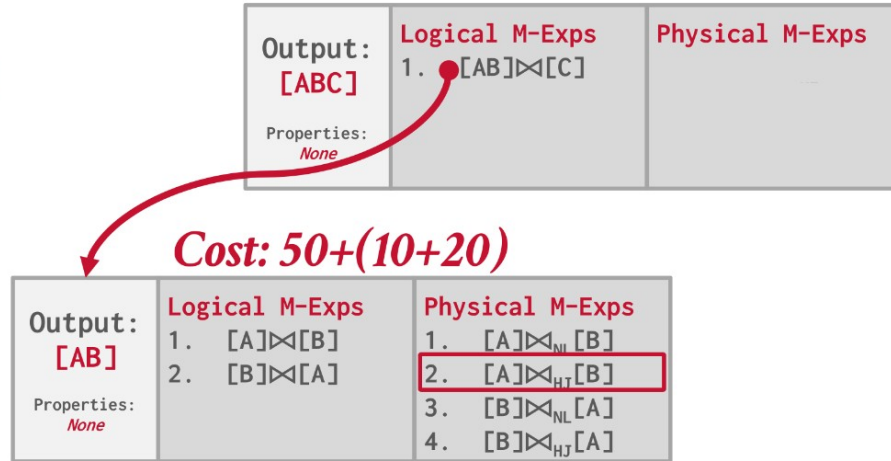 Output:
[ABC]
Properties:
None
Logical M-Exps
1. [AB]⋈[C]
Physical M-Exps
Cost: 50+(10+20)
Output:
[AB]
Properties:
None
Logical M-Exps
1. [A]⋈[B]
2. [B]⋈[A]
Physical M-Exps
1. [A]⋈NL[B]
2. [A]⋈HJ[B]
3. [B]⋈NL[A]
4. [B]⋈HJ[A]